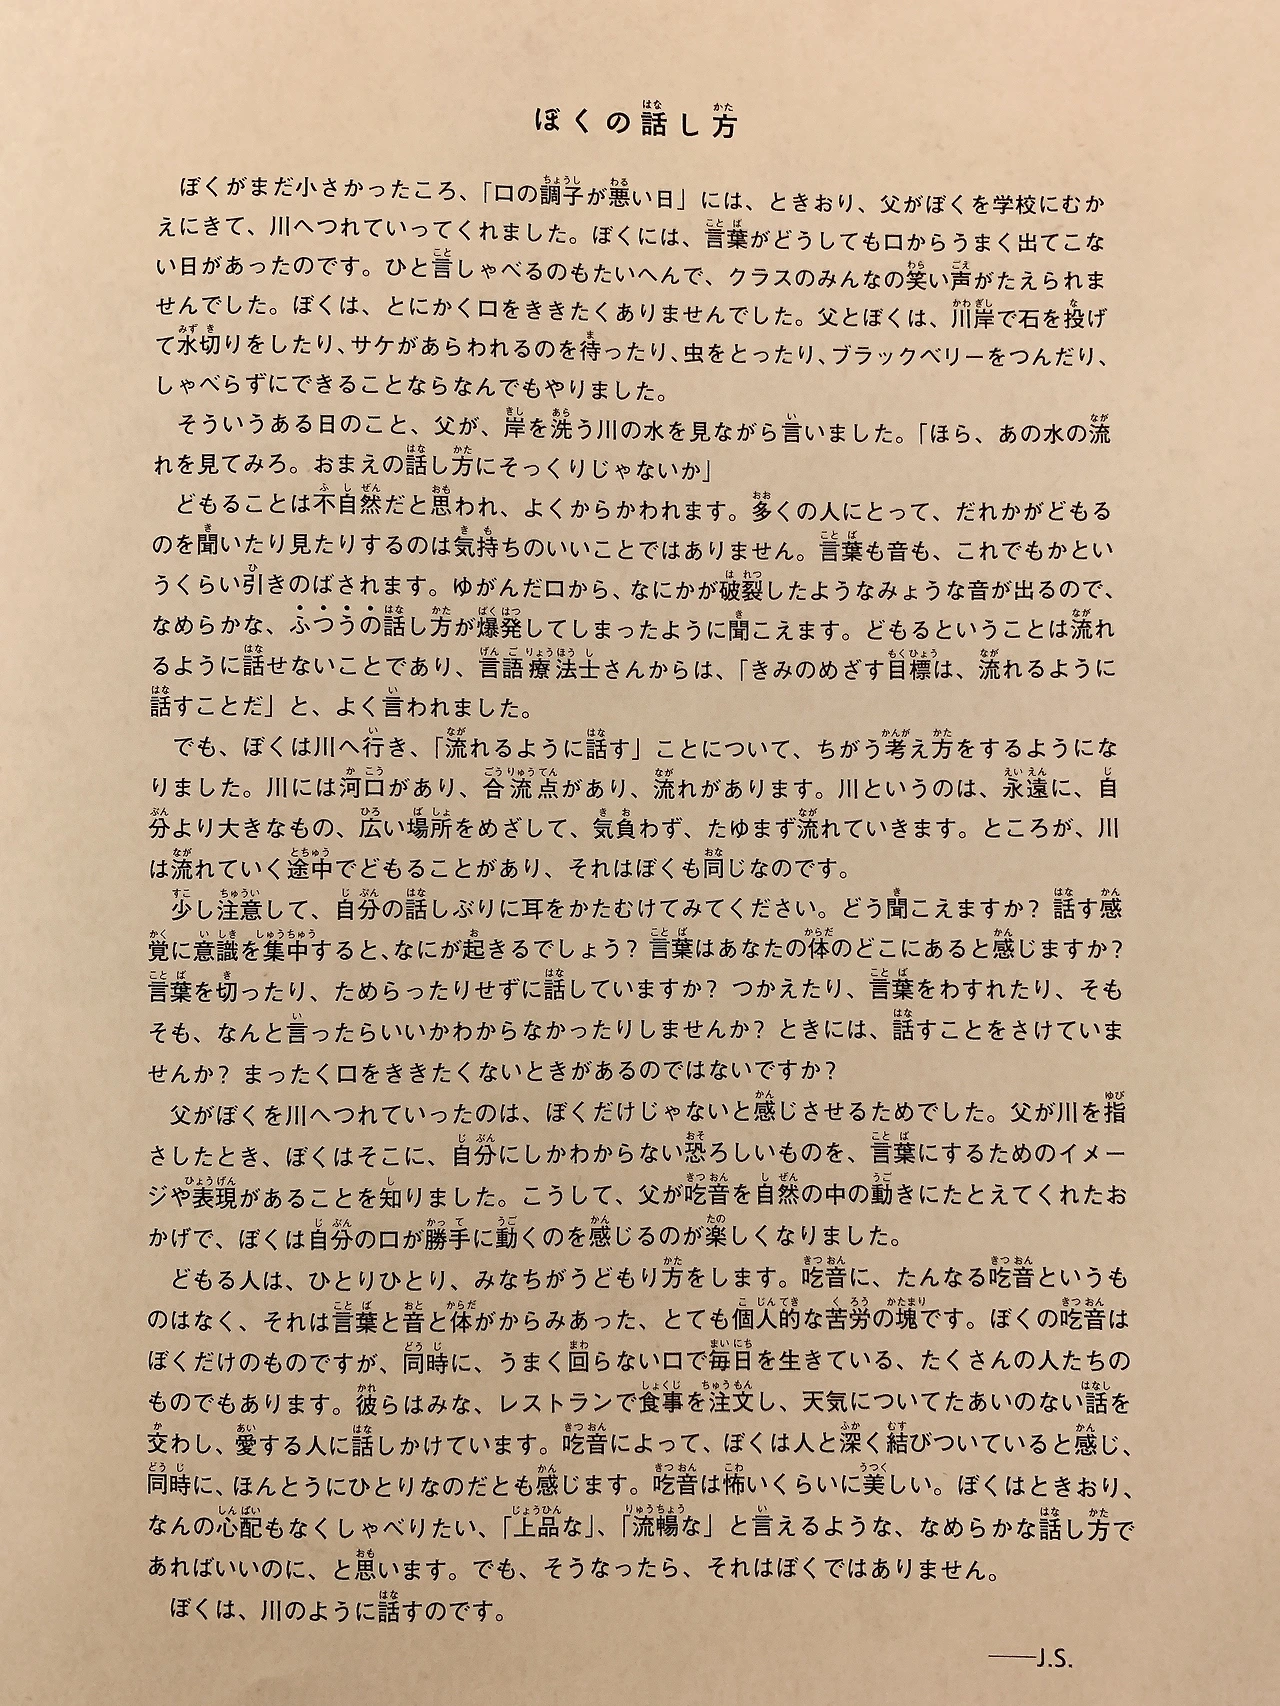 ぼくの話し方
ぼくがまだ小さかったころ、「口の調子が悪い日」には、ときおり、父がぼくを学校にむか
えにきて、川へつれていってくれました。ぼくには、言葉がどうしても口からうまく出てこな
い日があったのです。ひと言しゃべるのもたいへんで、クラスのみんなの笑い声がたえられま
せんでした。ぼくは、とにかく口をききたくありませんでした。父とぼくは、川岸で石を投げ
て水切りをしたり、サケがあらわれるのを待ったり、虫をとったり、ブラックベリーをつんだり、
しゃべらずにできることならなんでもやりました。
そういうある日のこと、父が、岸を洗う川の水を見ながら言いました。「ほら、あの水の流
れを見てみろ。おまえの話し方にそっくりじゃないか」
どもることは不自然だと思われ、よくからかわれます。多くの人にとって、だれかがどもる
のを聞いたり見たりするのは気持ちのいいことではありません。言葉も音も、これでもかとい
うくらい引きのばされます。ゆがんだ口から、なにかが破裂したようなみょうな音が出るので、
なめらかな、ふつうの話し方が爆発してしまったように聞こえます。どもるということは流れ
るように話せないことであり、言語療法士さんからは、「きみのめざす目標は、流れるように
話すことだ」と、よく言われました。
でも、ぼくは川へ行き、「流れるように話す」ことについて、ちがう考え方をするようにな
りました。川には河口があり、合流点があり、流れがあります。川というのは、永遠に、自
分より大きなもの、広い場所をめざして、気負わず、たゆまず流れていきます。ところが、川
は流れていく途中でどもることがあり、それはぼくも同じなのです。
少し注意して、自分の話しぶりに耳をかたむけてみてください。どう聞こえますか？ 話す感
覚に意識を集中すると、なにが起きるでしょう？ 言葉はあなたの体のどこにあると感じますか？
言葉を切ったり、ためらったりせずに話していますか？ つかえたり、言葉をわすれたり、そも
そも、なんと言ったらいいかわからなかったりしませんか？ ときには、話すことをさけていま
せんか？ まったく口をききたくないときがあるのではないですか？
父がぼくを川へつれていったのは、ぼくだけじゃないと感じさせるためでした。父が川を指
さしたとき、ぼくはそこに、自分にしかわからない恐ろしいものを、言葉にするためのイメー
ジや表現があることを知りました。こうして、父が吃音を自然の中の動きにたとえてくれたお
かげで、ぼくは自分の口が勝手に動くのを感じるのが楽しくなりました。
どもる人は、ひとりひとり、みなちがうどもり方をします。吃音に、たんなる吃音というも
のはなく、それは言葉と音と体がからみあった、とても個人的な苦労の塊です。ぼくの吃音は
ぼくだけのものですが、同時に、うまく回らない口で毎日を生きている、たくさんの人たちの
ものでもあります。彼らはみな、レストランで食事を注文し、天気についてたあいのない話を
交わし、愛する人に話しかけています。吃音によって、ぼくは人と深く結びついていると感じ、
同時に、ほんとうにひとりなのだとも感じます。吃音は怖いくらいに美しい。ぼくはときおり、
なんの心配もなくしゃべりたい、「上品な」、「流暢な」と言えるような、なめらかな話し方で
あればいいのに、と思います。でも、そうなったら、それはぼくではありません。
ぼくは、川のように話すのです。
――J.S.